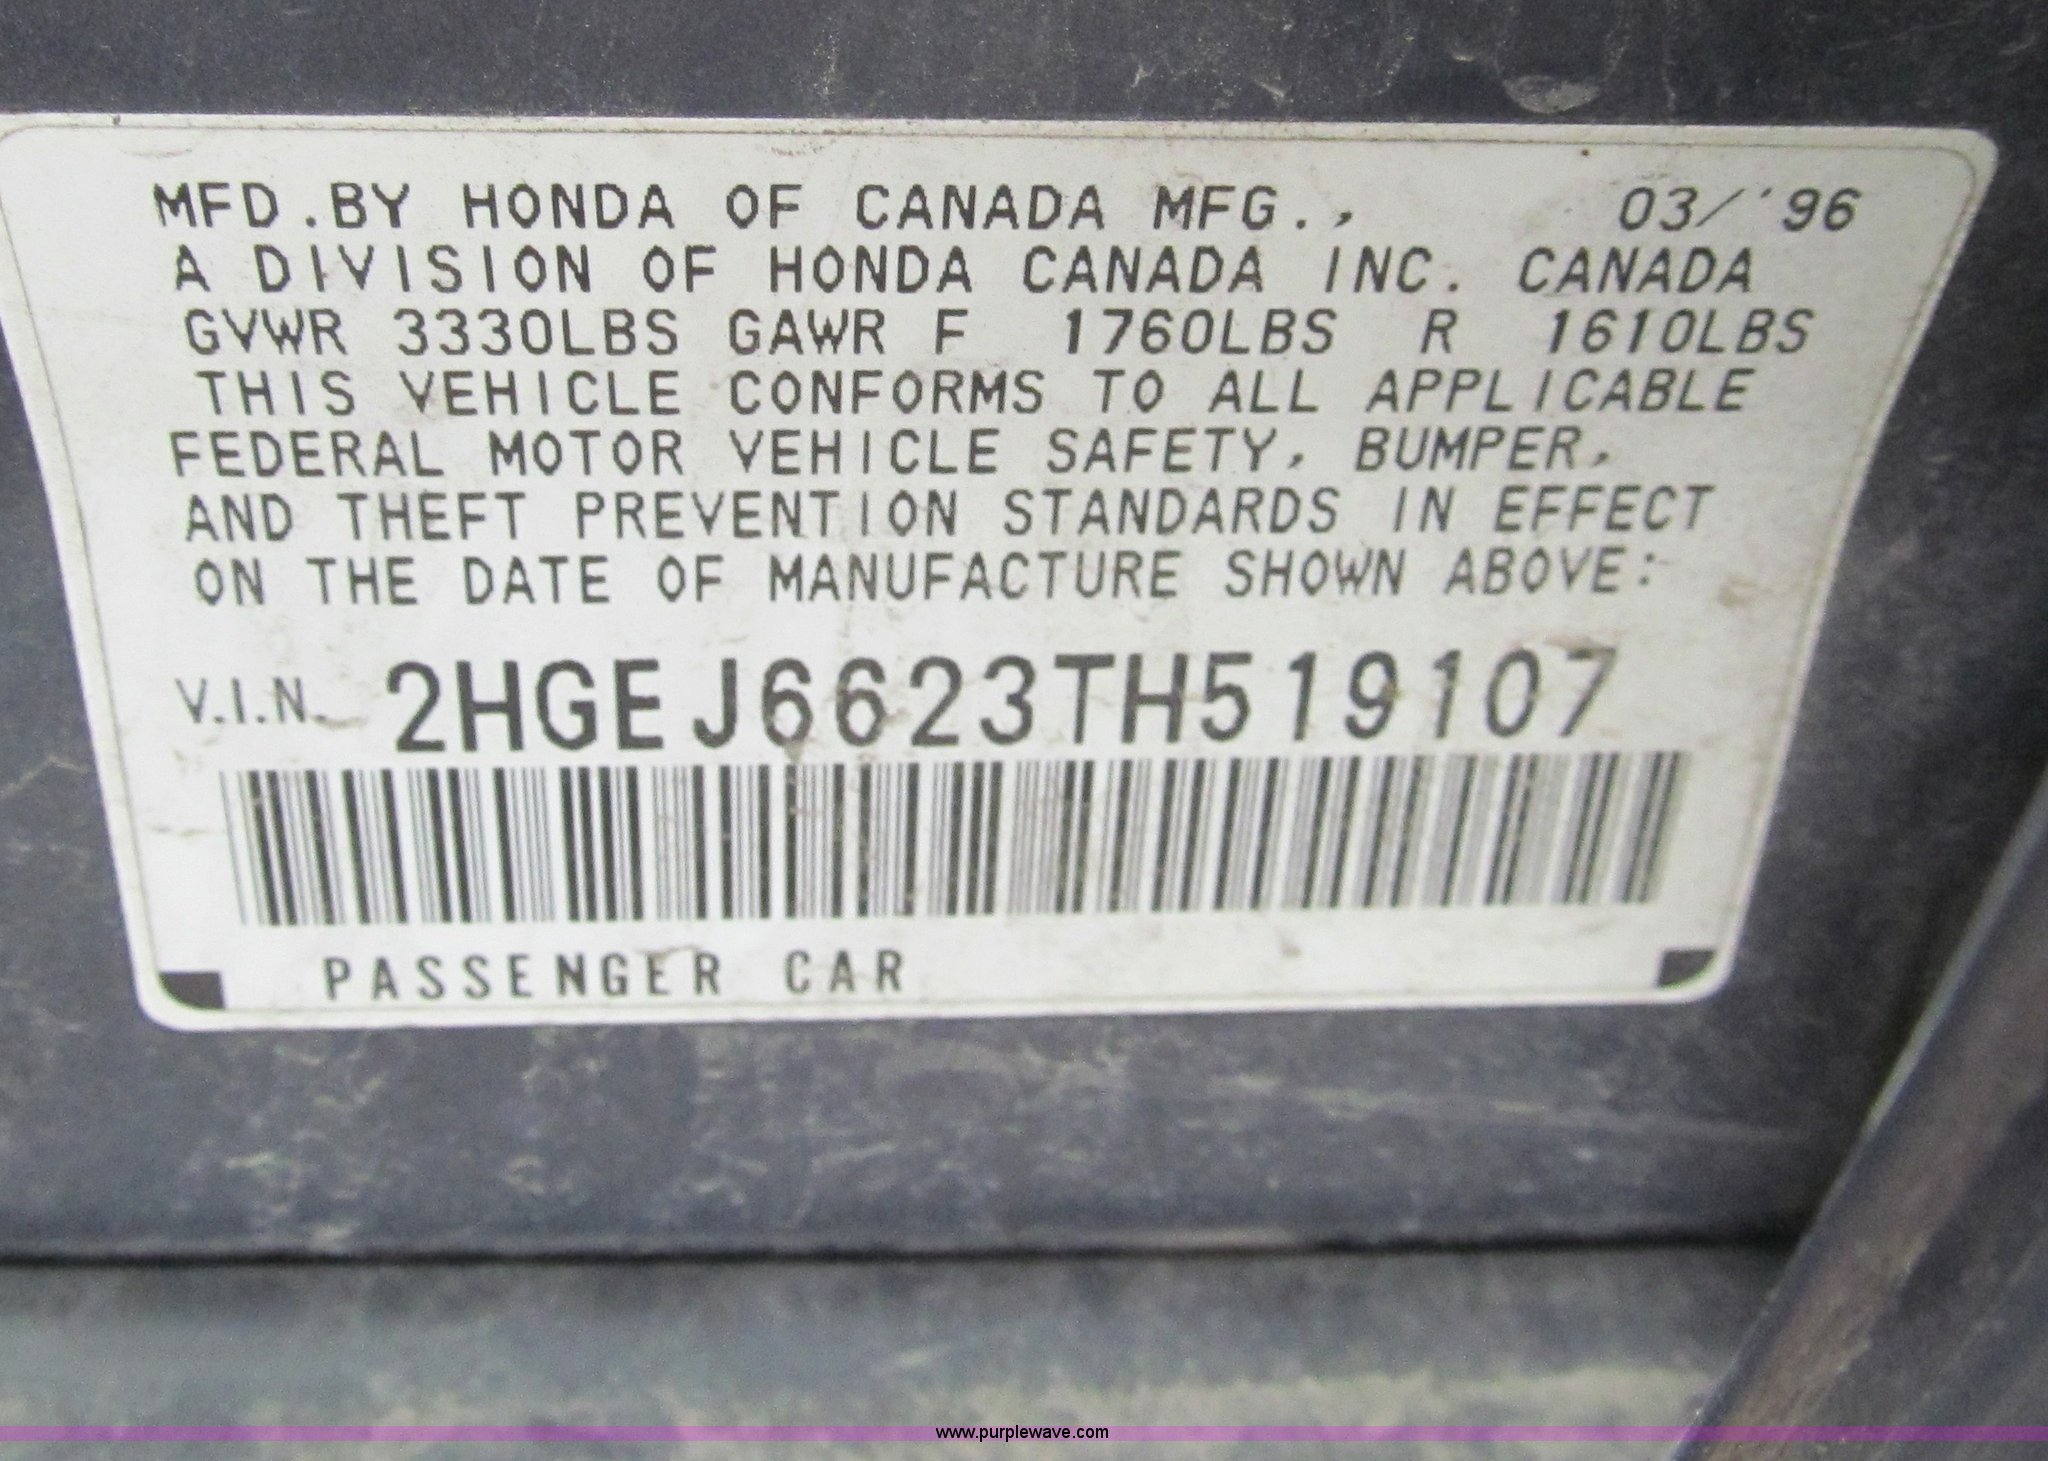 MFD.BY HONDA OF CANADA MFG., 03/'96
A DIVISION OF HONDA CANADA INC. CANADA
GVWR 3330LBS GAWR F 1760LBS R 1610LBS
THIS VEHICLE CONFORMS TO ALL APPLICABLE
FEDERAL MOTOR VEHICLE SAFETY, BUMPER,
AND THEFT PREVENTION STANDARDS IN EFFECT
ON THE DATE OF MANUFACTURE SHOWN ABOVE:
V.I.N. 2HGEJ6623TH519107
PASSENGER CAR
www.purplewave.com